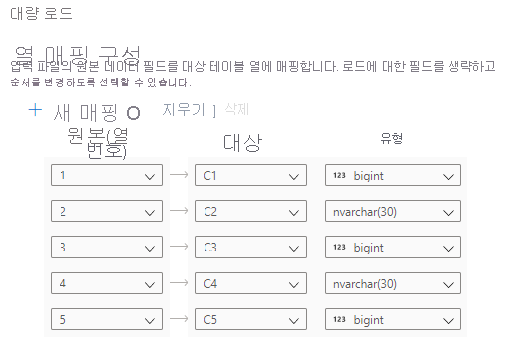 대량 로드
열 매핑 구성
입력 파일의 원본 데이터 필드를 대상 테이블 열에 매핑합니다. 로드에 대한 필드를 생략하고
순서를 변경하도록 선택할 수 있습니다.
+ 새 매핑 O 지우기 ] 삭제
원본(열 번호) 대상 유형
1 → C1 123 bigint
2 → C2 nvarchar(30)
3 → C3 123 bigint
4 → C4 nvarchar(30)
5 → C5 123 bigint